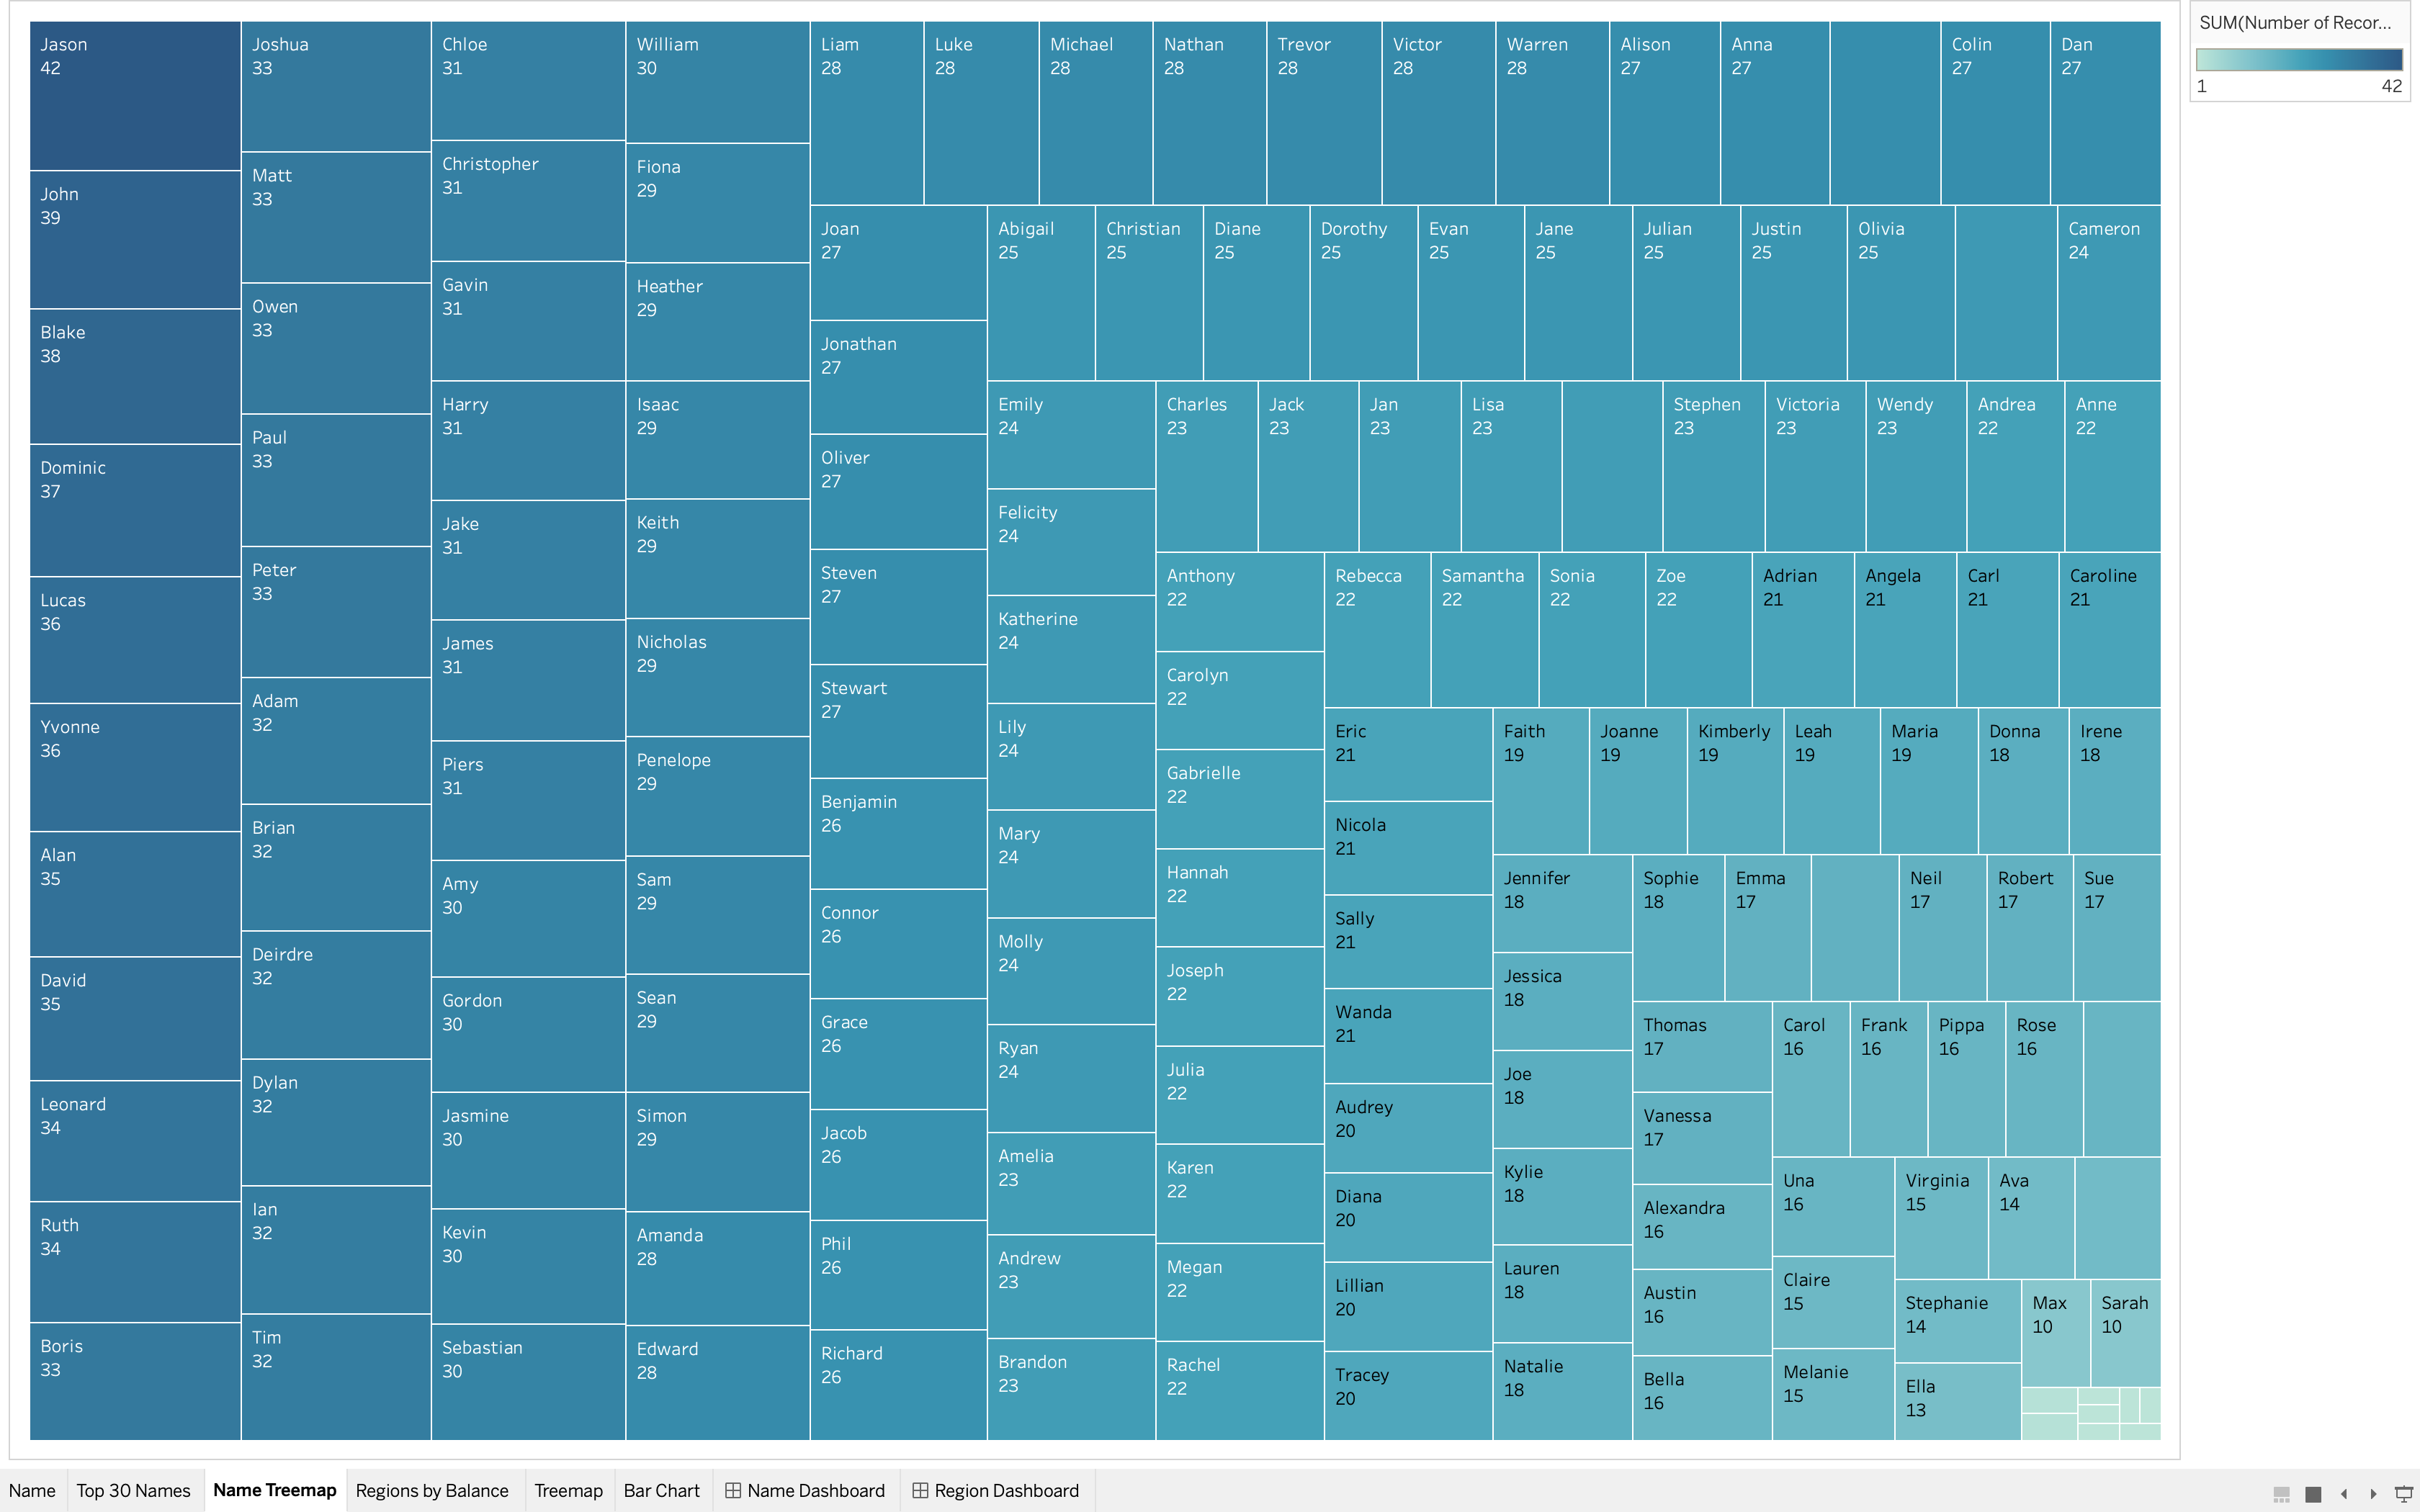 Jason
42
John
39
Blake
38
Dominic
37
Lucas
36
Yvonne
36
Alan
35
David
35
Leonard
34
Ruth
34
Boris
33
Joshua
33
Matt
33
Owen
33
Paul
33
Peter
33
Adam
32
Brian
32
Deirdre
32
Dylan
32
Ian
32
Tim
32
Chloe
31
Christopher
31
Gavin
31
Harry
31
Jake
31
James
31
Piers
31
Amy
30
Gordon
30
Jasmine
30
Kevin
30
Sebastian
30
William
30
Fiona
29
Heather
29
Isaac
29
Keith
29
Nicholas
29
Penelope
29
Sam
29
Sean
29
Simon
29
Amanda
28
Edward
28
Liam
28
Luke
28
Michael
28
Nathan
28
Trevor
28
Victor
28
Warren
28
Alison
27
Anna
27
Colin
27
Dan
27
Joan
27
Jonathan
27
Oliver
27
Steven
27
Stewart
27
Benjamin
26
Connor
26
Grace
26
Jacob
26
Phil
26
Richard
26
Abigail
25
Christian
25
Diane
25
Dorothy
25
Evan
25
Jane
25
Julian
25
Justin
25
Olivia
25
Cameron
24
Emily
24
Felicity
24
Katherine
24
Lily
24
Mary
24
Molly
24
Ryan
24
Amelia
23
Andrew
23
Brandon
23
Charles
23
Jack
23
Jan
23
Lisa
23
Stephen
23
Victoria
23
Wendy
23
Andrea
22
Anne
22
Anthony
22
Carolyn
22
Gabrielle
22
Hannah
22
Joseph
22
Julia
22
Karen
22
Megan
22
Rachel
22
Rebecca
22
Samantha
22
Sonia
22
Zoe
22
Adrian
21
Angela
21
Carl
21
Caroline
21
Eric
21
Nicola
21
Sally
21
Wanda
21
Audrey
20
Diana
20
Lillian
20
Tracey
20
Faith
19
Joanne
19
Kimberly
19
Leah
19
Maria
19
Donna
18
Irene
18
Jennifer
18
Jessica
18
Joe
18
Kylie
18
Lauren
18
Natalie
18
Sophie
18
Emma
17
Neil
17
Robert
17
Sue
17
Thomas
17
Vanessa
17
Alexandra
16
Austin
16
Bella
16
Carol
16
Frank
16
Pippa
16
Rose
16
Una
16
Claire
15
Melanie
15
Virginia
15
Ava
14
Stephanie
14
Ella
13
Max
10
Sarah
10
SUM(Number of Recor...
1 42
Name Top 30 Names Name Treemap Regions by Balance Treemap Bar Chart Name Dashboard Region Dashboard